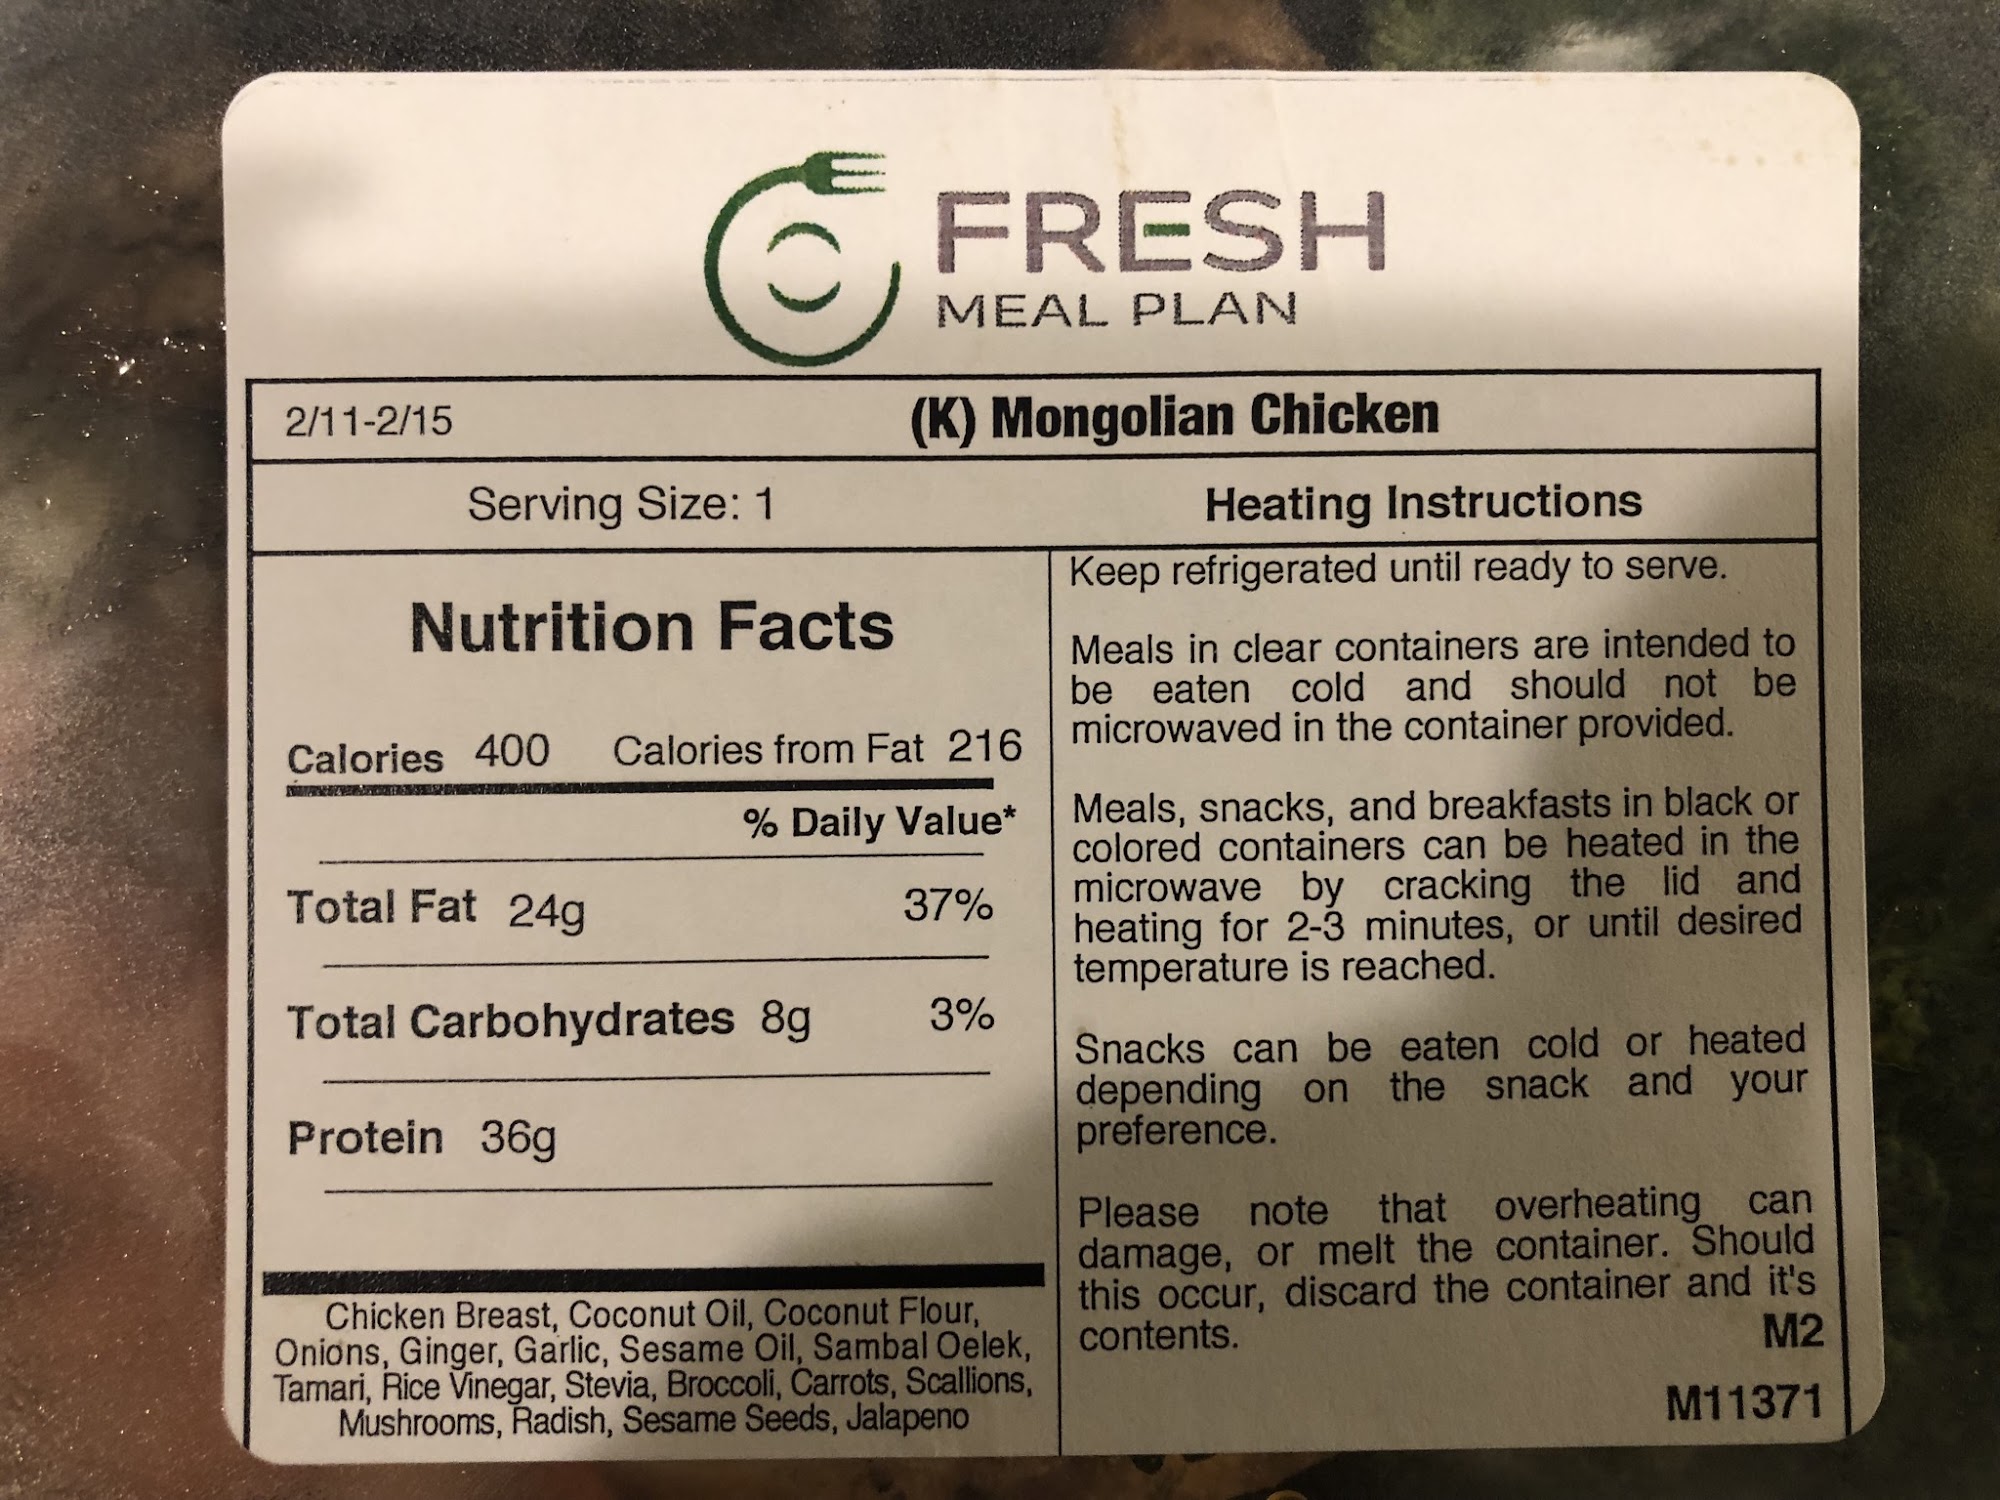 FRESH
MEAL PLAN
2/11-2/15
(K) Mongolian Chicken
Serving Size: 1
Heating Instructions
Nutrition Facts
Calories 400 Calories from Fat 216
% Daily Value*
Total Fat 24g 37%
Total Carbohydrates 8g 3%
Protein 36g
Chicken Breast, Coconut Oil, Coconut Flour,
Onions, Ginger, Garlic, Sesame Oil, Sambal Oelek,
Tamari, Rice Vinegar, Stevia, Broccoli, Carrots, Scallions,
Mushrooms, Radish, Sesame Seeds, Jalapeno
Keep refrigerated until ready to serve.
Meals in clear containers are intended to
be eaten cold and should not be
microwaved in the container provided.
Meals, snacks, and breakfasts in black or
colored containers can be heated in the
microwave by cracking the lid and
heating for 2-3 minutes, or until desired
temperature is reached.
Snacks can be eaten cold or heated
depending on the snack and your
preference.
Please note that overheating can
damage, or melt the container. Should
this occur, discard the container and it's
contents.
M2
M11371